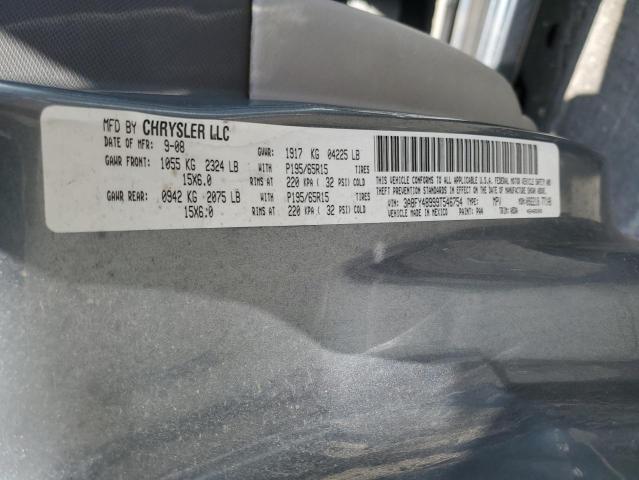 MFD BY CHRYSLER LLC
DATE OF MFR: 9-08 GVWR: 1917 KG 04225 LB
GAWR FRONT: 1055 KG 2324 LB WITH P195/65R15 TIRES
15X6.0 RIMS AT 220 KPA ( 32 PSI) COLD
GAWR REAR: 0942 KG 2075 LB WITH P195/65R15 TIRES
15X6.0 RIMS AT 220 KPA ( 32 PSI) COLD
THIS VEHICLE CONFORMS TO ALL APPLICABLE U.S.A. FEDERAL MOTOR VEHICLE SAFETY AND
THEFT PREVENTION STANDARDS IN EFFECT ON THE DATE OF MANUFACTURE SHOWN ABOVE.
VIN: TYPE: MPV MDH:
VEHICLE MADE IN MEXICO PAINT: TRIM: